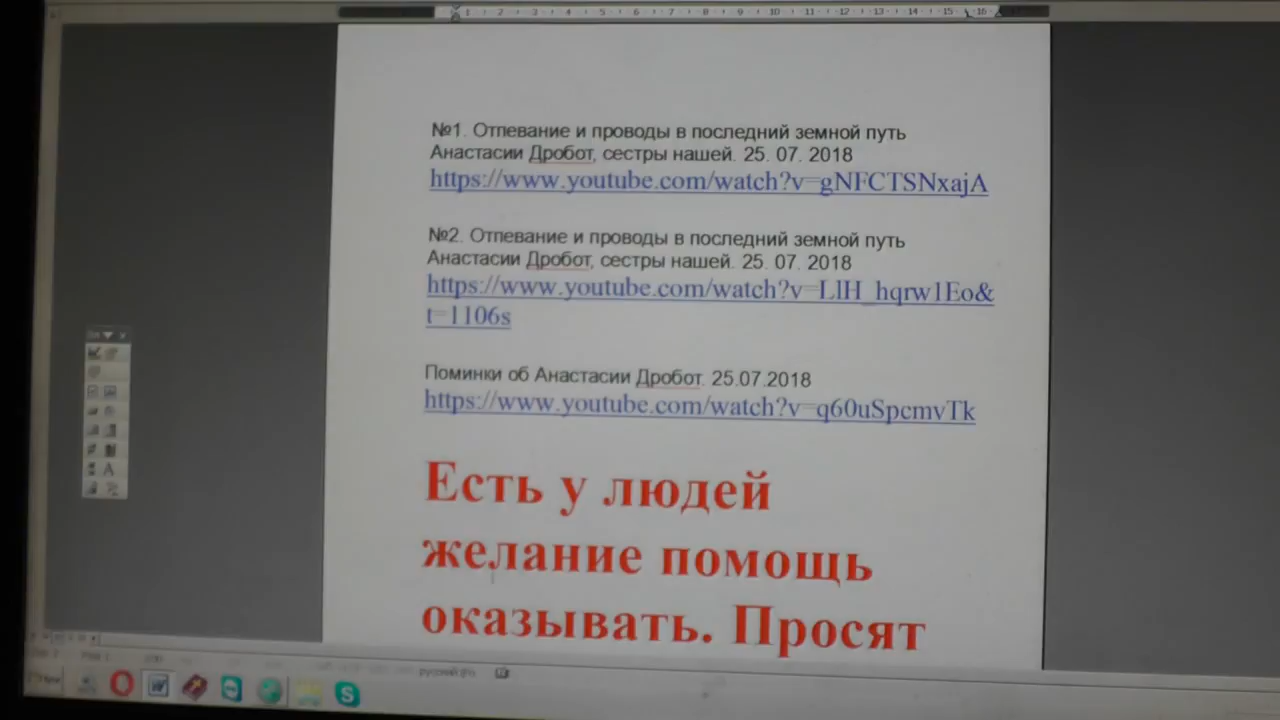 №1. Отпевание и проводы в последний земной путь
Анастасии Дробот, сестры нашей. 25. 07. 2018
https://www.youtube.com/watch?v=gNFCTSNxajA
№2. Отпевание и проводы в последний земной путь
Анастасии Дробот, сестры нашей. 25. 07. 2018
https://www.youtube.com/watch?v=LlH_hqrw1Eo&
t=1106s
Поминки об Анастасии Дробот. 25.07.2018
https://www.youtube.com/watch?v=q60uSpcmvTk
Есть у людей
желание помощь
оказывать. Просят